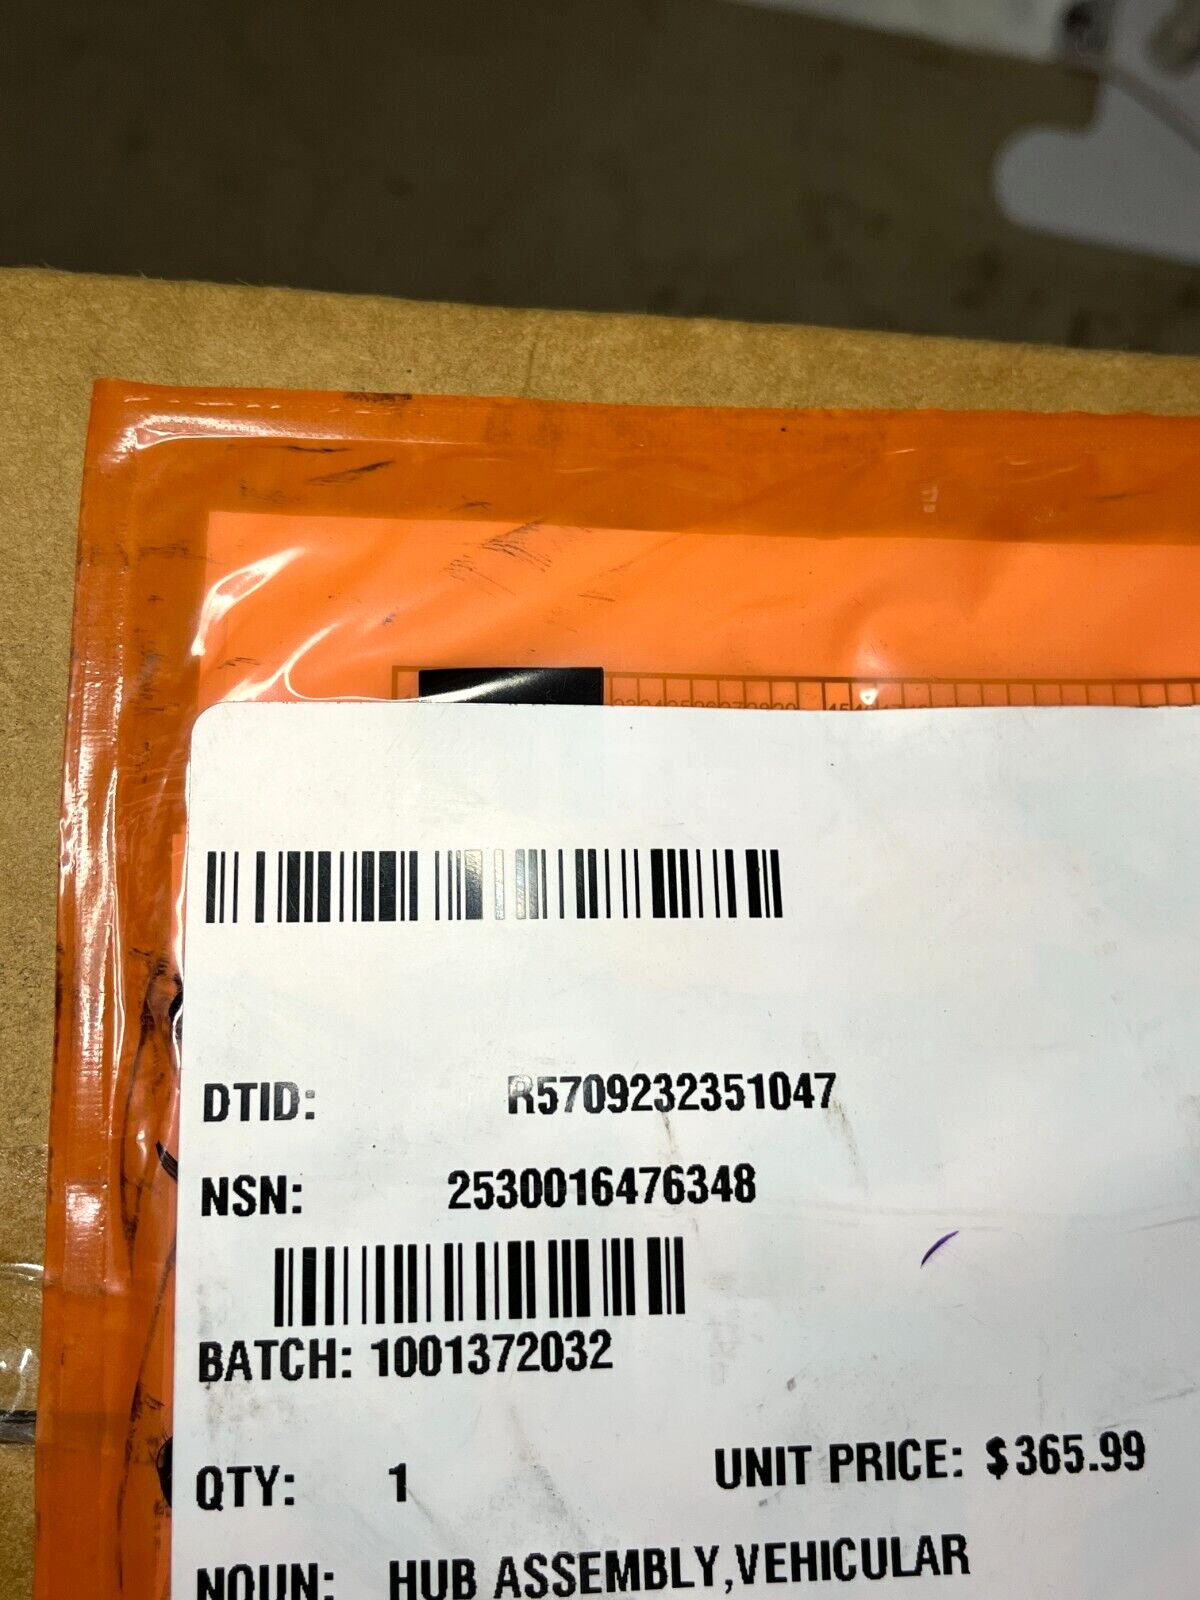 DTID: R5709232351047
NSN: 2530016476348
BATCH: 1001372032
QTY: 1 UNIT PRICE: $365.99
NOUN: HUB ASSEMBLY,VEHICULAR